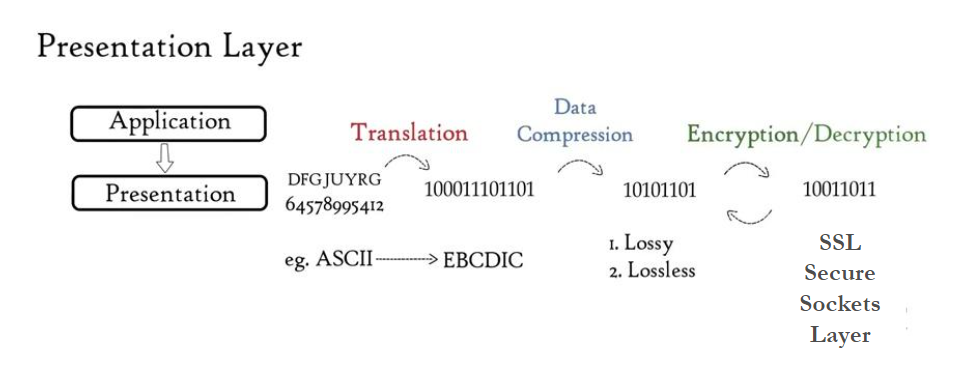 Presentation Layer
Application
Presentation
Translation
Data
Compression
Encryption/Decryption
DFGJUYRG
64578995412
100011101101
10101101
10011011
eg. ASCII
EBCDIC
1. Lossy
2. Lossless
SSL
Secure
Sockets
Layer